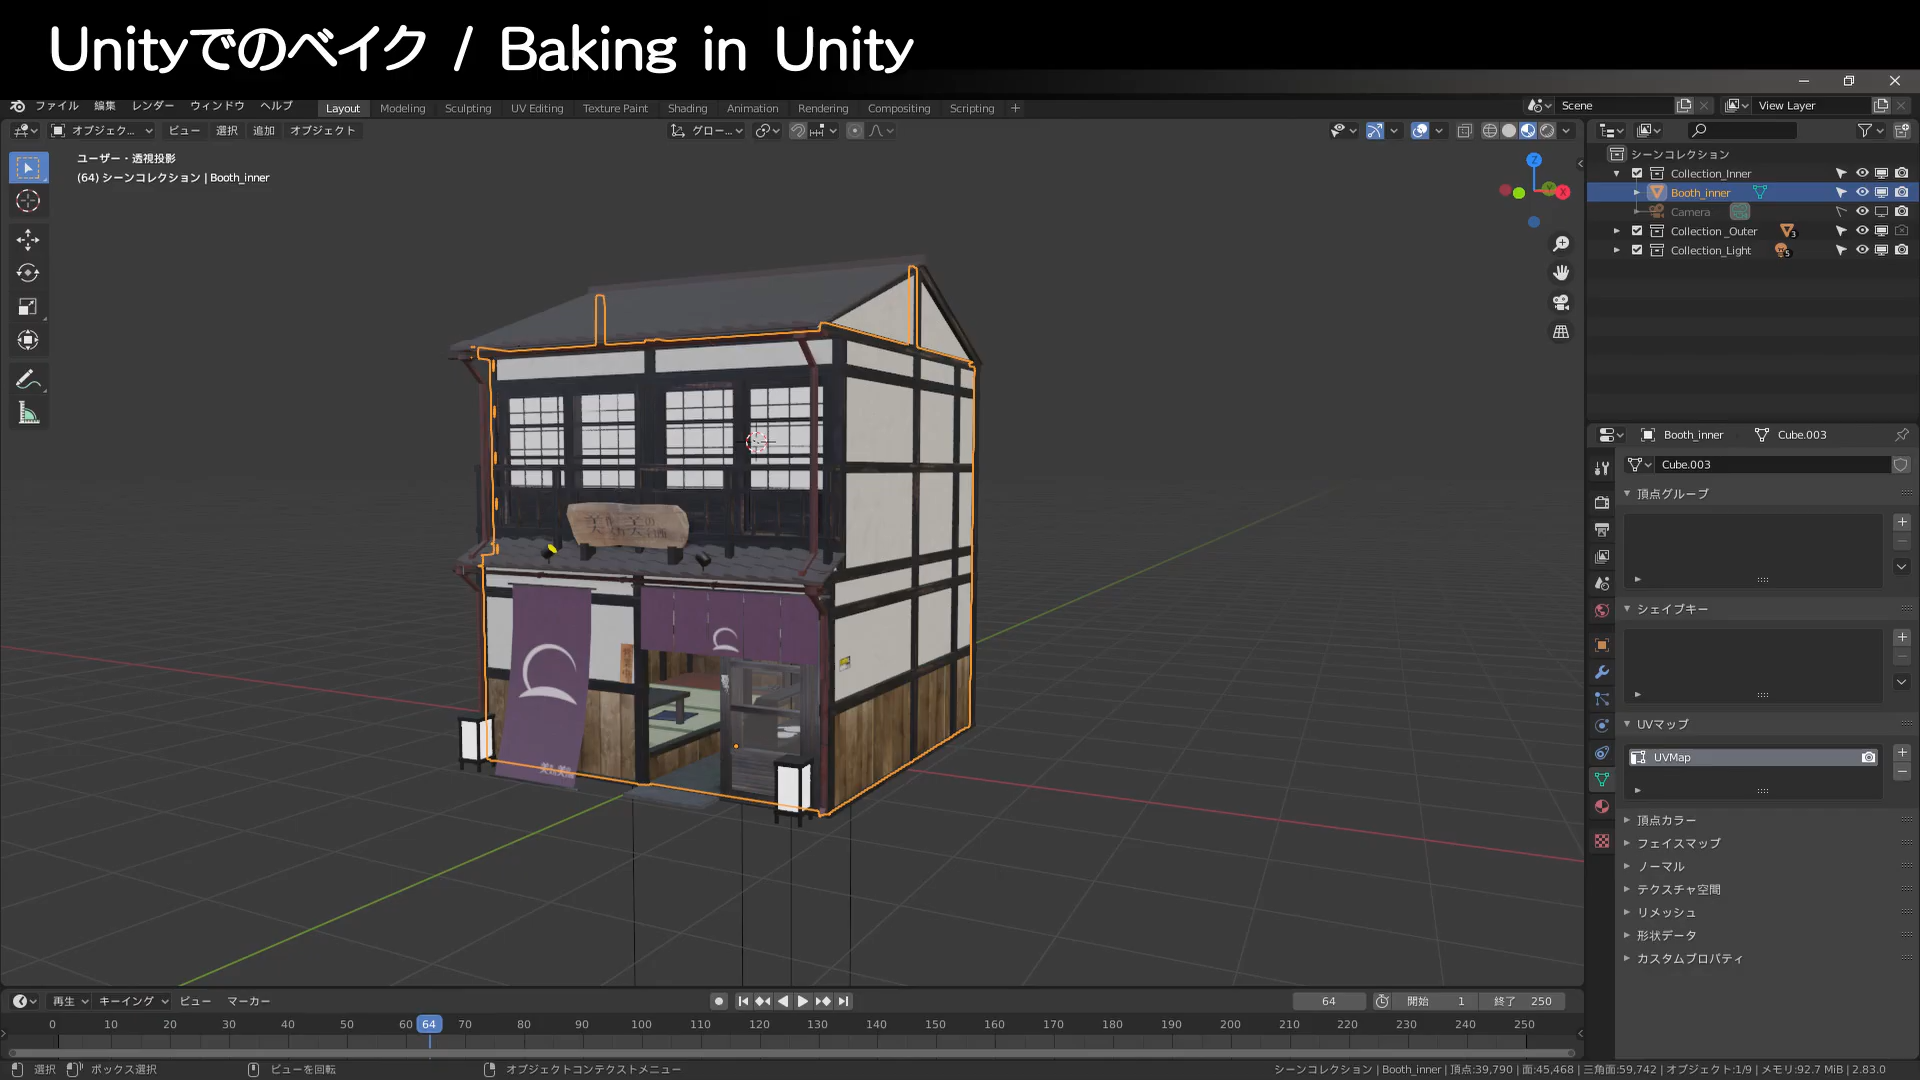 Unityでのベイク / Baking in Unity
ファイル 編集 レンダー ウィンドウ ヘルプ Layout Modeling Sculpting UV Editing Texture Paint Shading Animation Rendering Compositing Scripting + Scene View Layer
オブジェク... ビュー 選択 追加 オブジェクト グロー...
ユーザー・透視投影
(64) シーンコレクション | Booth_inner
Z
Y
X
シーンコレクション
Collection_Inner
Booth_inner
Camera
Collection _Outer 3
Collection_Light 5
Booth_inner Cube.003
Cube.003
頂点グループ
シェイプキー
UVマップ
UVMap
頂点カラー
フェイスマップ
ノーマル
テクスチャ空間
リメッシュ
形状データ
カスタムプロパティ
再生 キーイング ビュー マーカー 64 開始 1 終了 250
0 10 20 30 40 50 60 64 70 80 90 100 110 120 130 140 150 160 170 180 190 200 210 220 230 240 250
選択 ボックス選択 ビューを回転 オブジェクトコンテクストメニュー シーンコレクション | Booth_inner | 頂点:39,790 | 面:45,468 | 三角面:59,742 | オブジェクト:1/9 | メモリ:92.7 MiB | 2.83.0